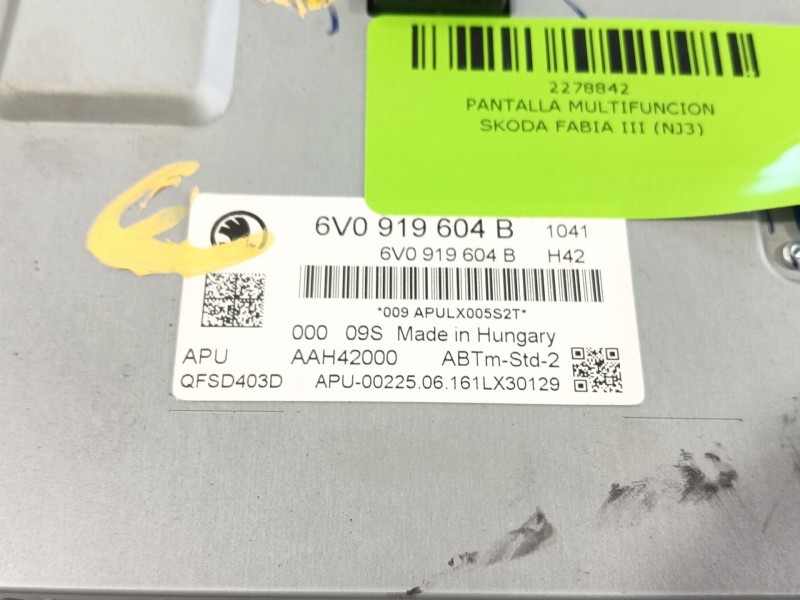 2278842
PANTALLA MULTIFUNCION
SKODA FABIA III (NJ3)
6V0 919 604 B 1041
6V0 919 604 B H42
*009 APULX005S2T*
000 09S Made in Hungary
APU AAH42000 ABTm-Std-2
QFSD403D APU-00225.06.161LX30129